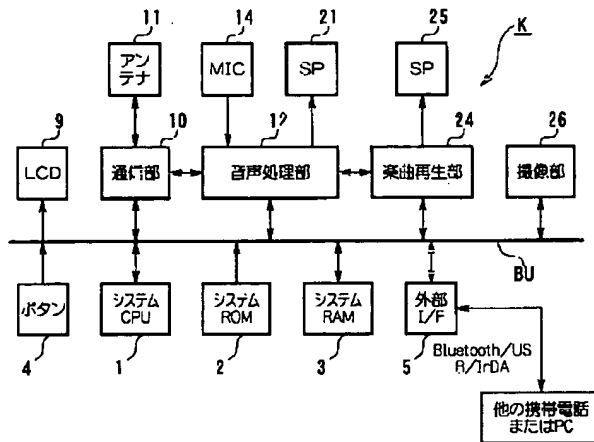 11
14
21
25
K
アン
テナ
MIC
SP
SP
9
10
12
24
26
LCD
通信部
音声処理部
楽曲再生部
撮像部
BU
ボタン
システム
CPU
システム
ROM
システム
RAM
外部
I/F
4
1
2
3
5
Bluetooth/US
B/IrDA
他の携帯電話
またはPC